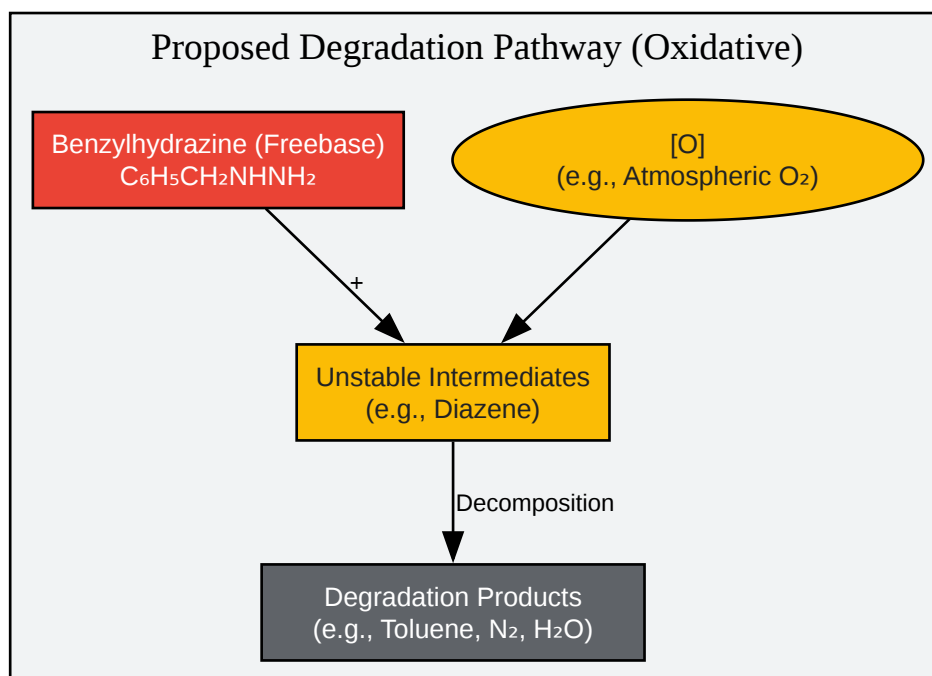 Proposed Degradation Pathway (Oxidative)
Benzylhydrazine (Freebase)
C₆H₅CH₂NHNH₂
[O]
(e.g., Atmospheric O₂)
+
Unstable Intermediates
(e.g., Diazene)
Decomposition
Degradation Products
(e.g., Toluene, N₂, H₂O)